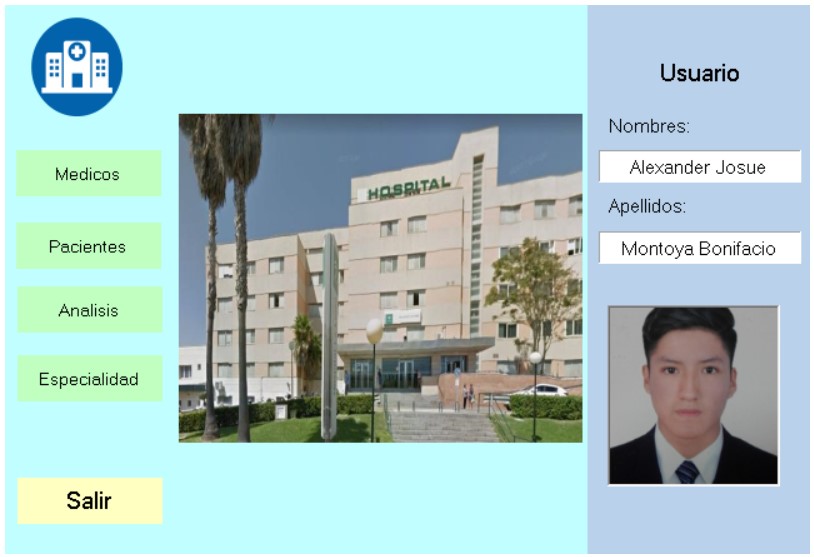 Usuario
Nombres:
Alexander Josue
Apellidos:
Montoya Bonifacio
Medicos
Pacientes
Analisis
Especialidad
Salir
HOSPITAL